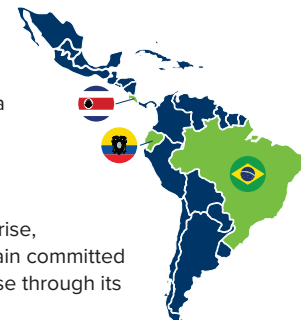 a
rise,
ain committed
se through its